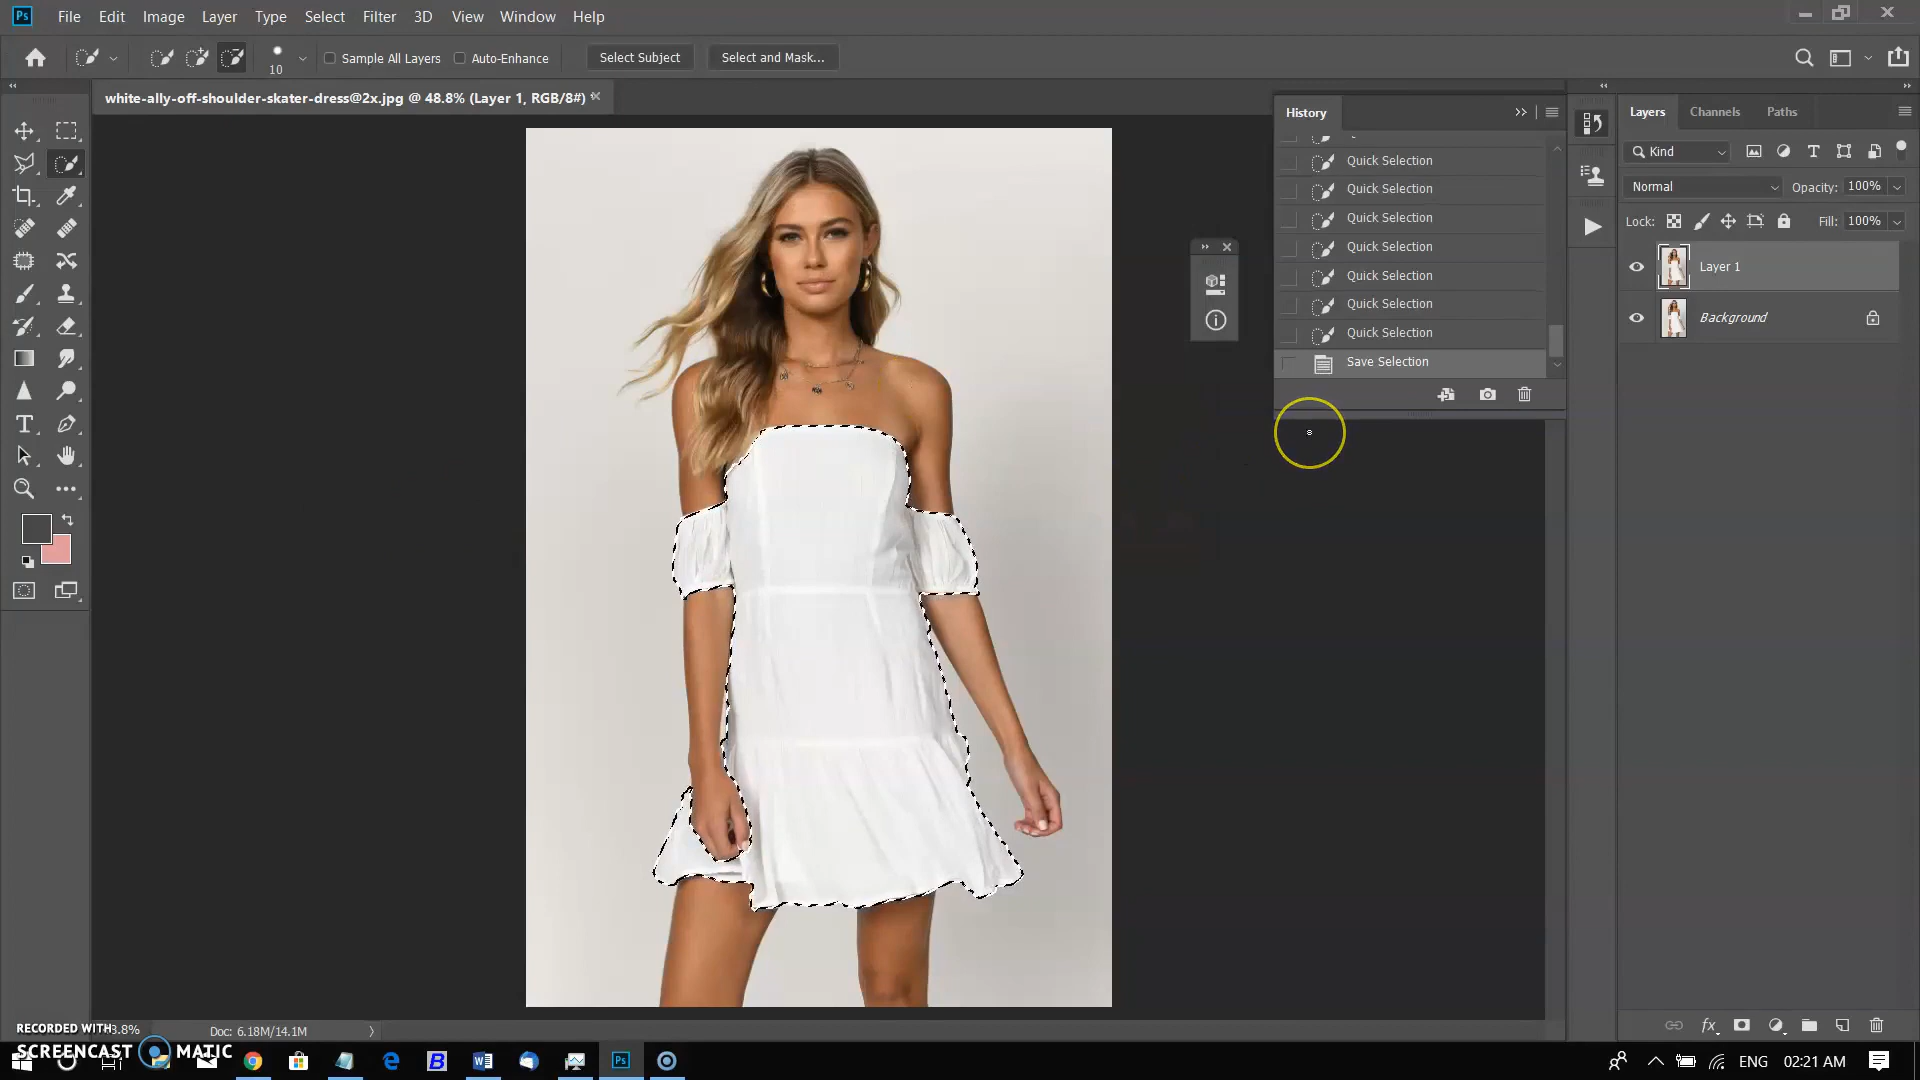 Ps File Edit Image Layer Type Select Filter 3D View Window Help
10 Sample All Layers Auto-Enhance Select Subject Select and Mask...
white-ally-off-shoulder-skater-dress@2x.jpg @ 48.8% (Layer 1, RGB/8#) *
History
Quick Selection
Quick Selection
Quick Selection
Quick Selection
Quick Selection
Quick Selection
Quick Selection
Save Selection
Layers Channels Paths
Kind
Normal Opacity: 100%
Lock: Fill: 100%
Layer 1
Background
T
Doc: 6.18M/14.1M
RECORDED WITH
SCREENCAST MATIC
3.8%
fx
Ps
ENG 02:21 AM